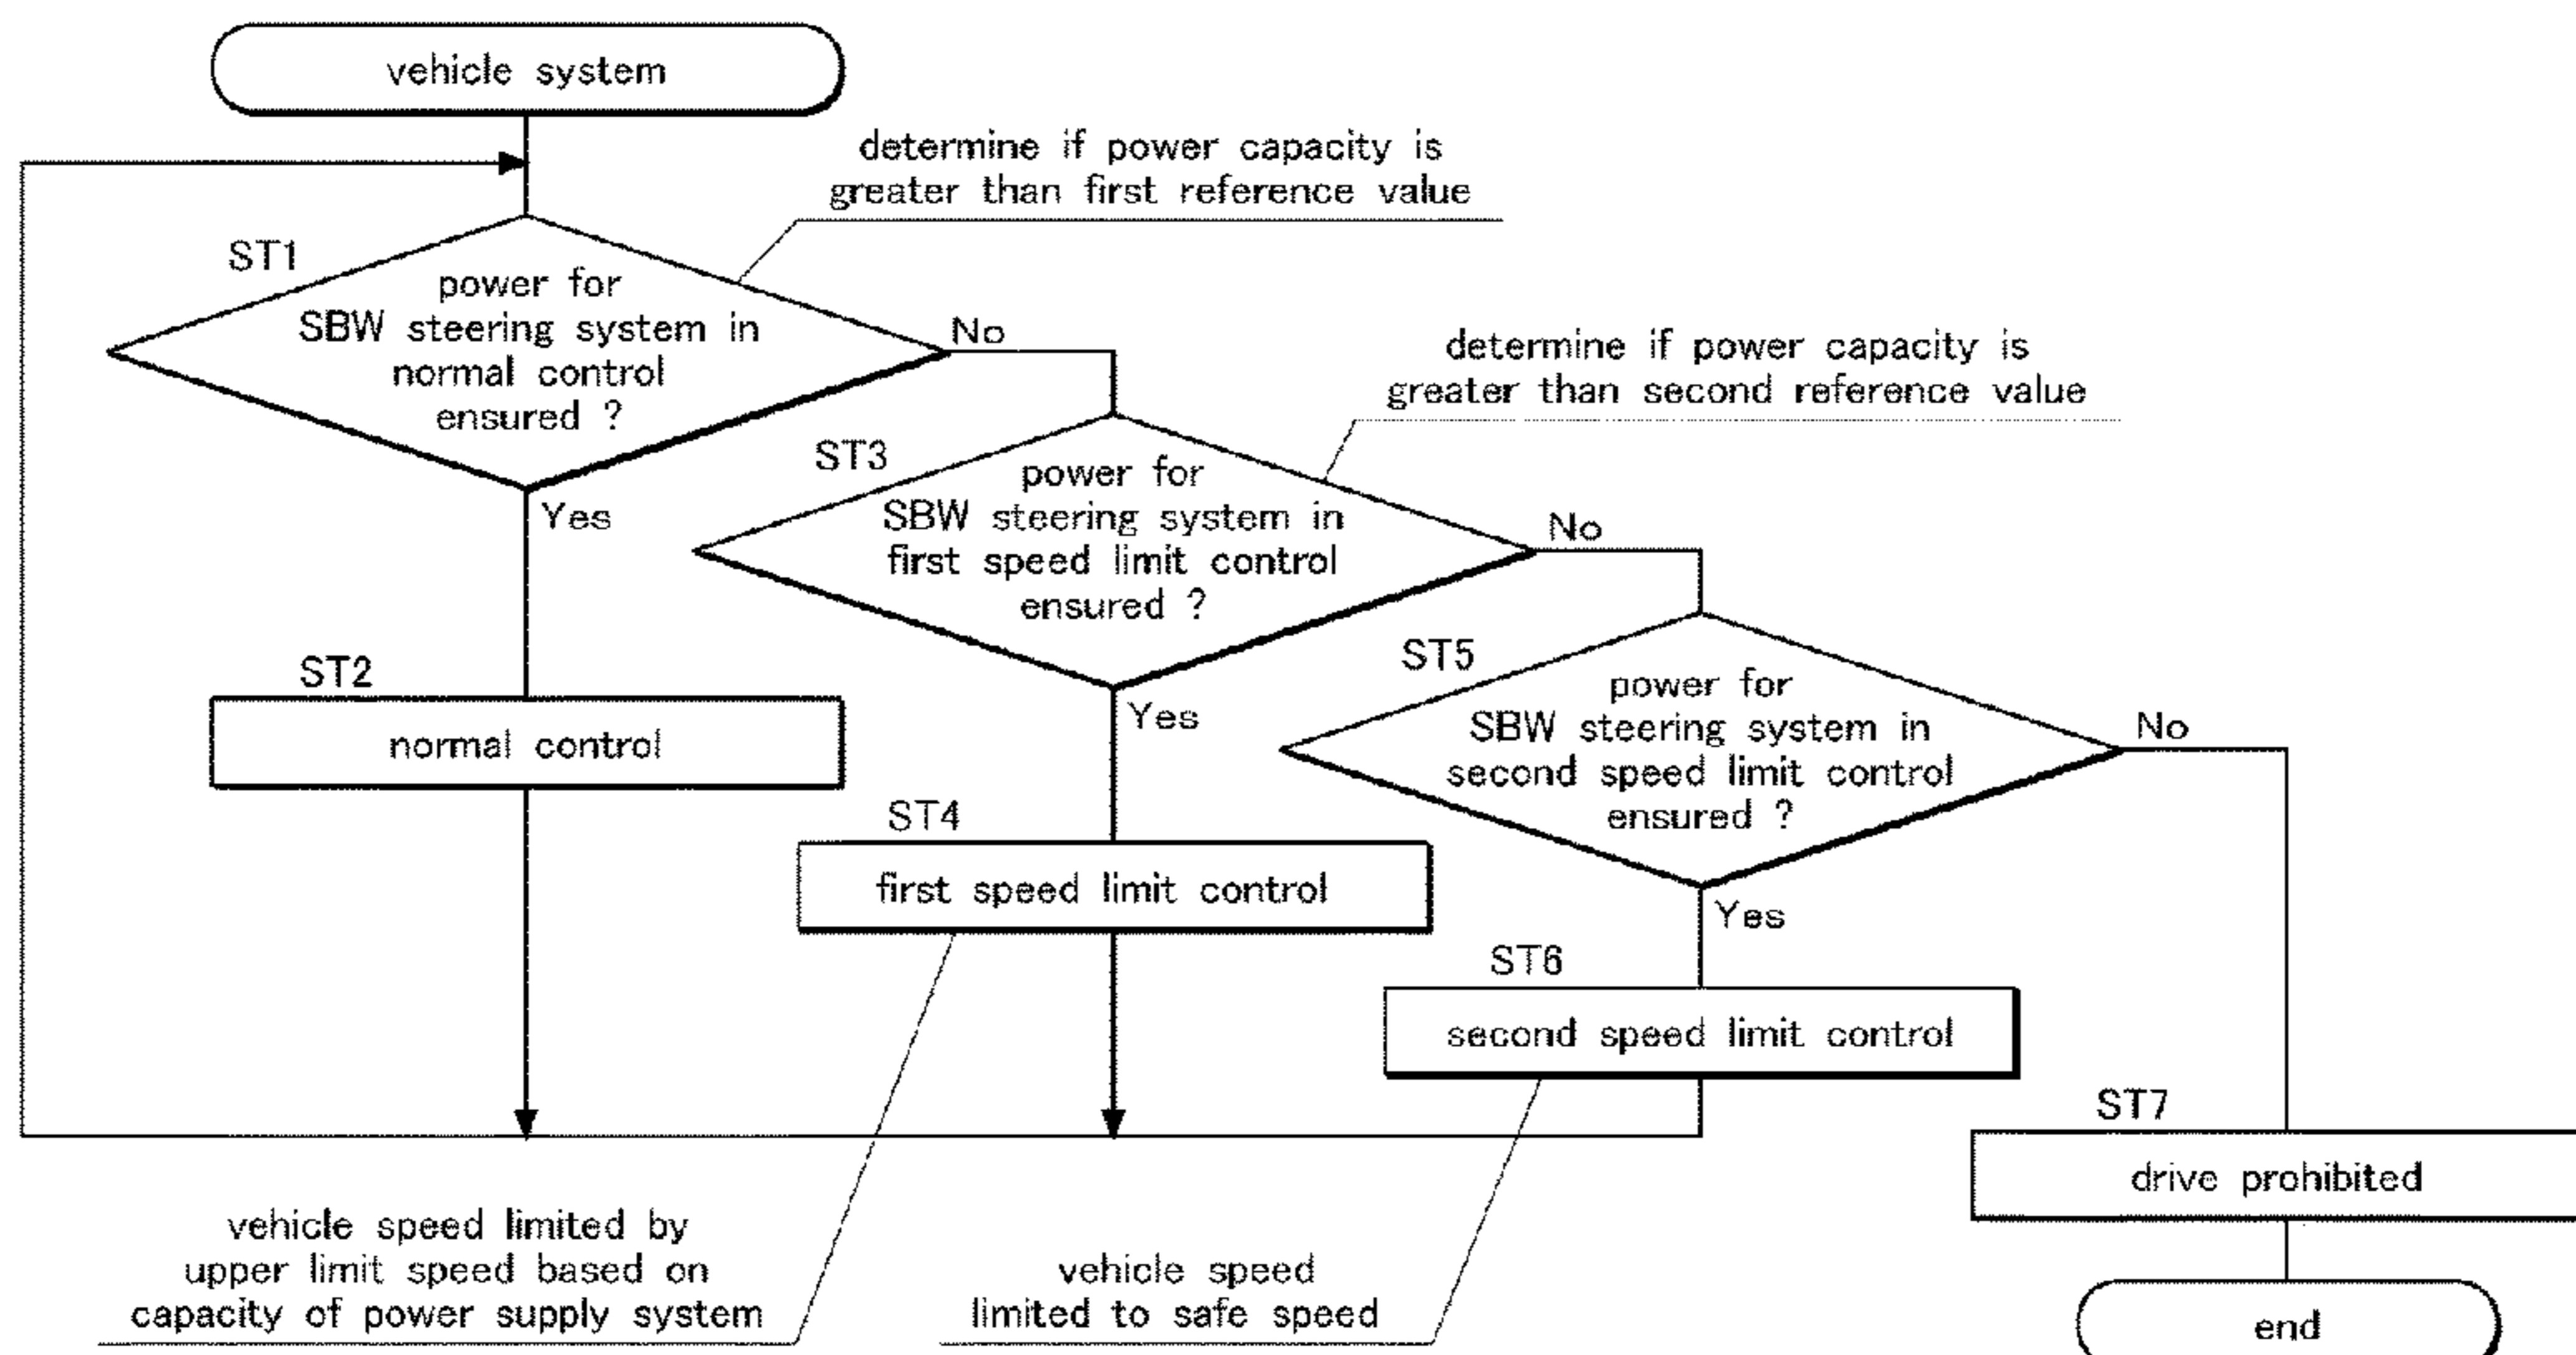 vehicle system
determine if power capacity is
greater than first reference value
ST1
power for
SBW steering system in
normal control
ensured ?
No
Yes
determine if power capacity is
greater than second reference value
ST3
power for
SBW steering system in
first speed limit control
ensured ?
No
Yes
ST2
normal control
ST5
power for
SBW steering system in
second speed limit control
ensured ?
No
Yes
ST4
first speed limit control
ST6
second speed limit control
ST7
drive prohibited
vehicle speed limited by
upper limit speed based on
capacity of power supply system
vehicle speed
limited to safe speed
end